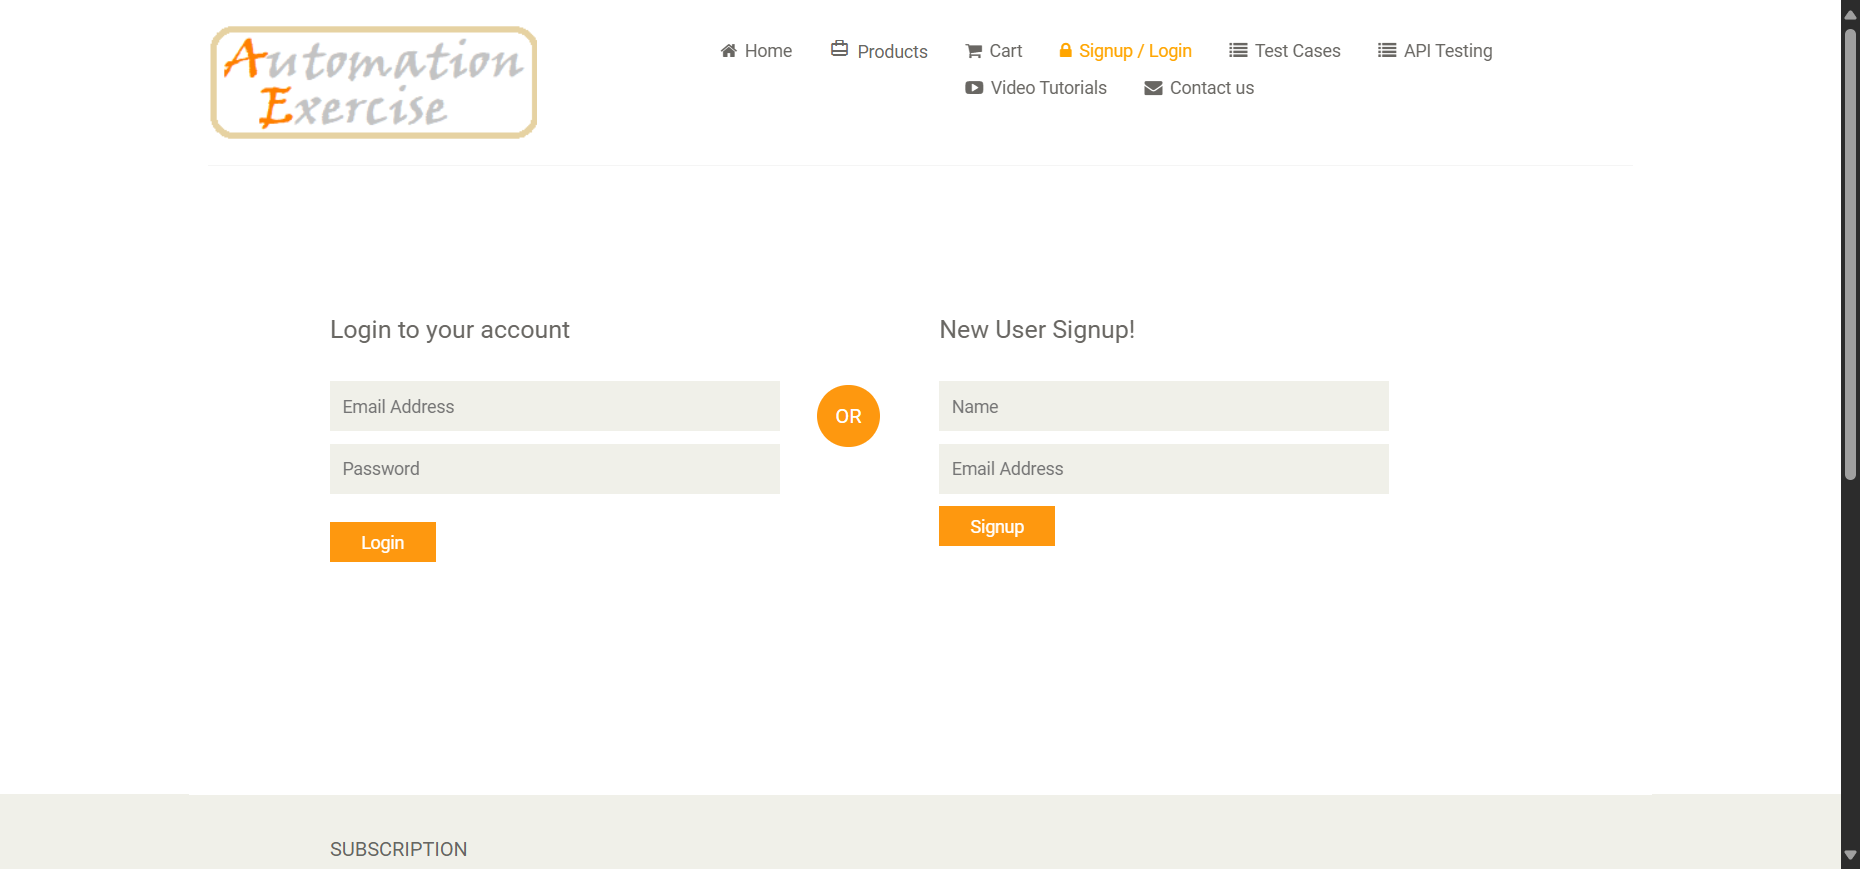 Automation
Exercise
Home Products Cart Signup / Login Test Cases API Testing
Video Tutorials Contact us
Login to your account
Email Address
Password
Login
OR
New User Signup!
Name
Email Address
Signup
SUBSCRIPTION